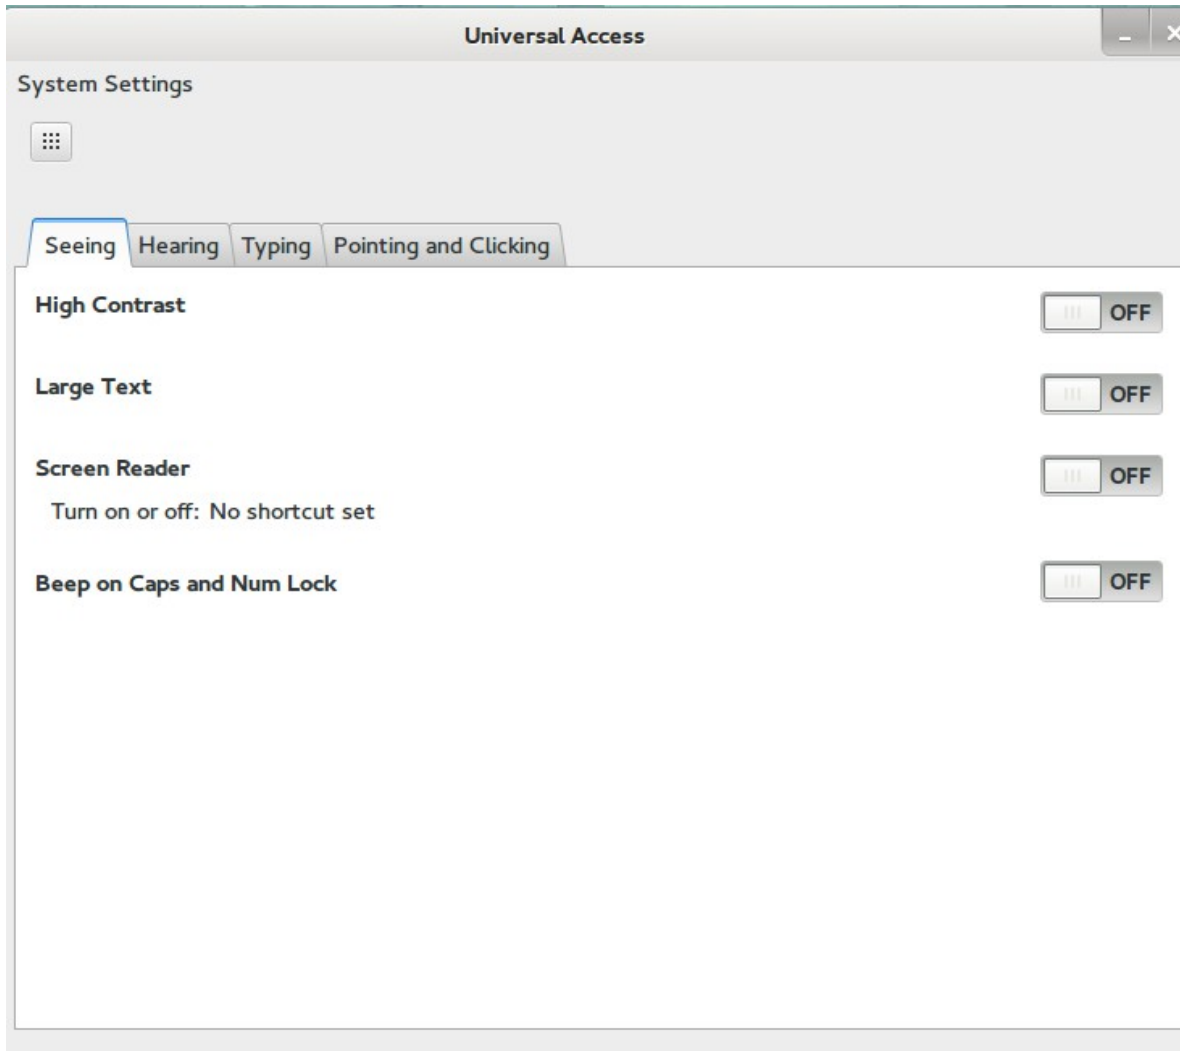 Universal Access
System Settings
Seeing Hearing Typing Pointing and Clicking
High Contrast OFF
Large Text OFF
Screen Reader OFF
Turn on or off: No shortcut set
Beep on Caps and Num Lock OFF